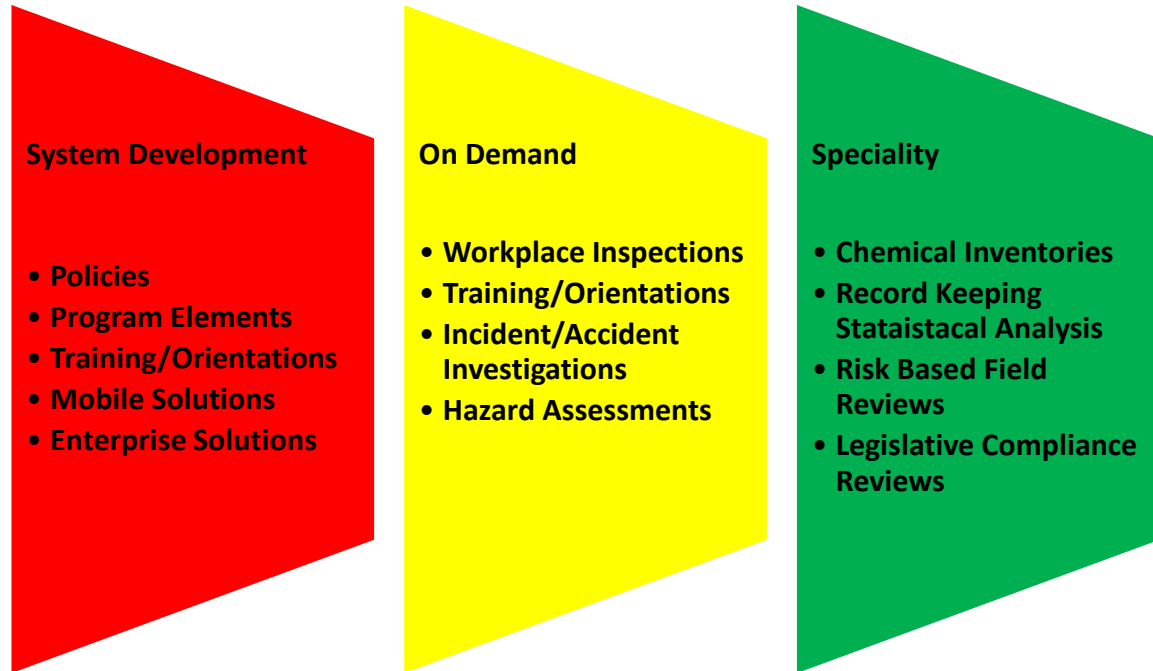 System Development
• Policies
• Program Elements
• Training/Orientations
• Mobile Solutions
• Enterprise Solutions
On Demand
• Workplace Inspections
• Training/Orientations
• Incident/Accident
Investigations
• Hazard Assessments
Speciality
• Chemical Inventories
• Record Keeping
Stataistacal Analysis
• Risk Based Field
Reviews
• Legislative Compliance
Reviews